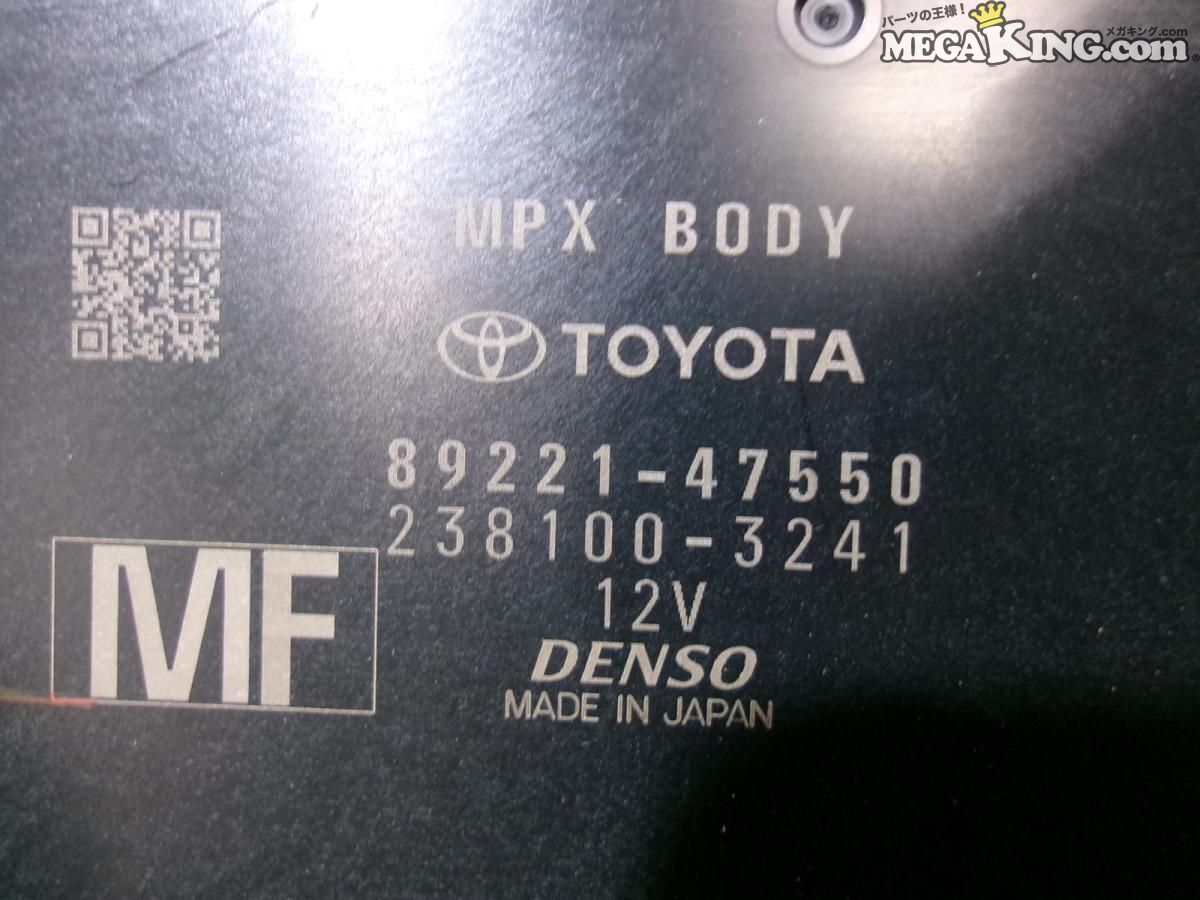 パーツの王様! メガキング.com
MEGAKING.com
MPX BODY
TOYOTA
89221-47550
238100-3241
MF
12V
DENSO
MADE IN JAPAN